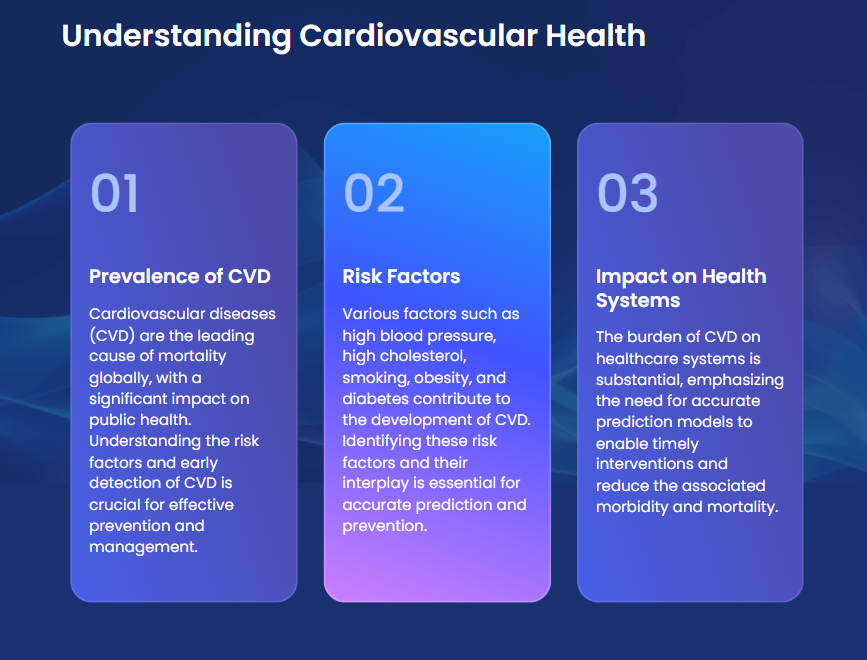 Understanding Cardiovascular Health
01
Prevalence of CVD
Cardiovascular diseases
(CVD) are the leading
cause of mortality
globally, with a
significant impact on
public health.
Understanding the risk
factors and early
detection of CVD is
crucial for effective
prevention and
management.
02
Risk Factors
Various factors such as
high blood pressure,
high cholesterol,
smoking, obesity, and
diabetes contribute to
the development of CVD.
Identifying these risk
factors and their
interplay is essential for
accurate prediction and
prevention.
03
Impact on Health
Systems
The burden of CVD on
healthcare systems is
substantial, emphasizing
the need for accurate
prediction models to
enable timely
interventions and
reduce the associated
morbidity and mortality.